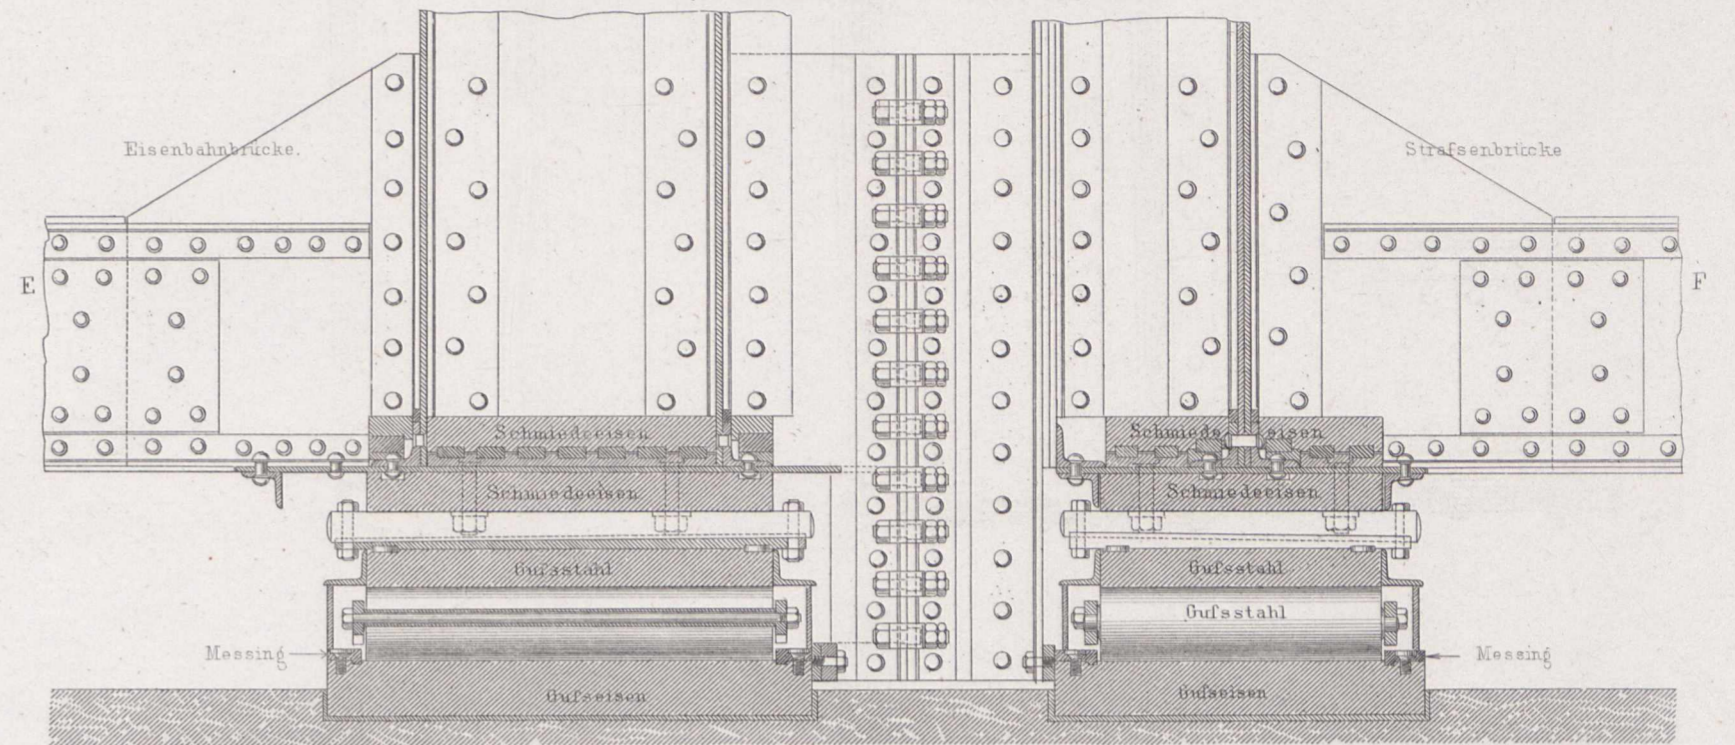 Eisenbahnbrücke.
Strafsenbrücke
E
F
Schmiedeeisen
Schmiedeeisen
Schmiedeeisen
Schmiedeeisen
Gufsstahl
Gufsstahl
Gufsstahl
Messing
Messing
Gufseisen
Gufseisen